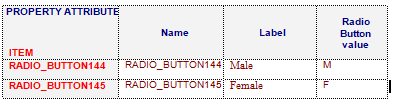 PROPERTY ATTRIBUTE
Name
Label
Radio
Button
value
ITEM
RADIO_BUTTON144 RADIO_BUTTON144 Male M
RADIO_BUTTON145 RADIO_BUTTON145 Female F